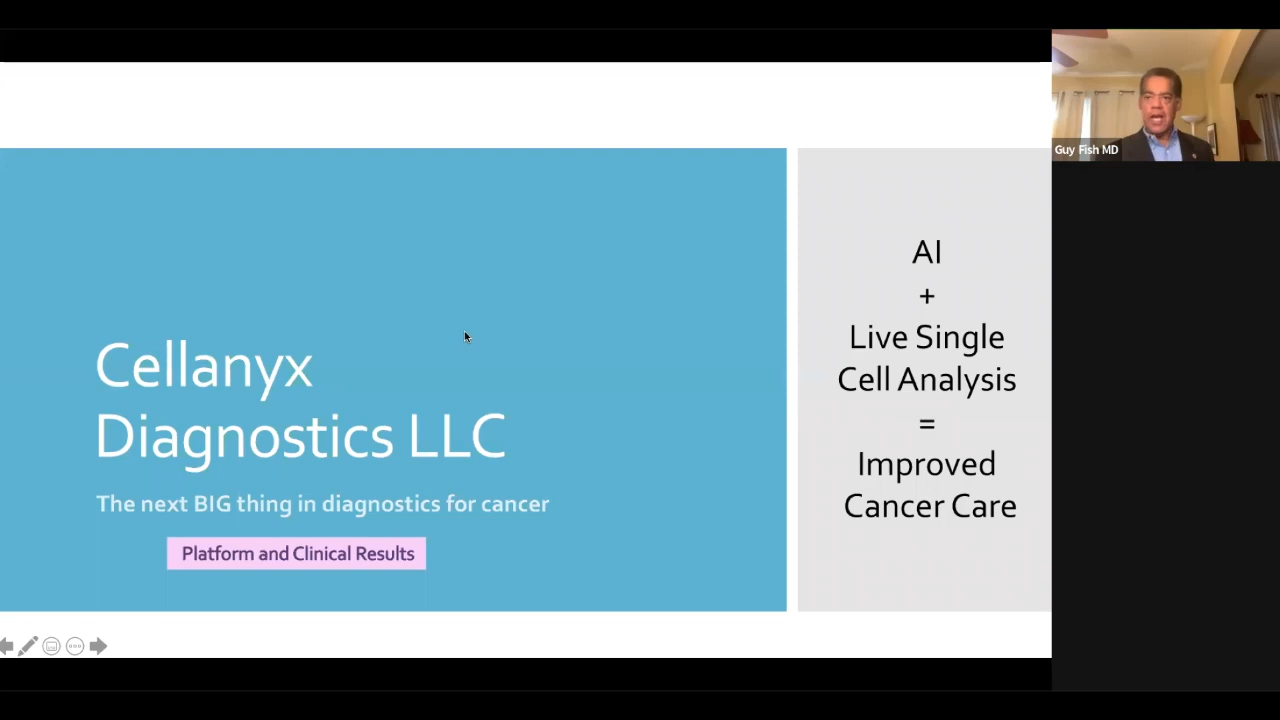 Cellanyx
Diagnostics LLC
The next BIG thing in diagnostics for cancer
Platform and Clinical Results
AI
+
Live Single
Cell Analysis
=
Improved
Cancer Care
Guy Fish MD